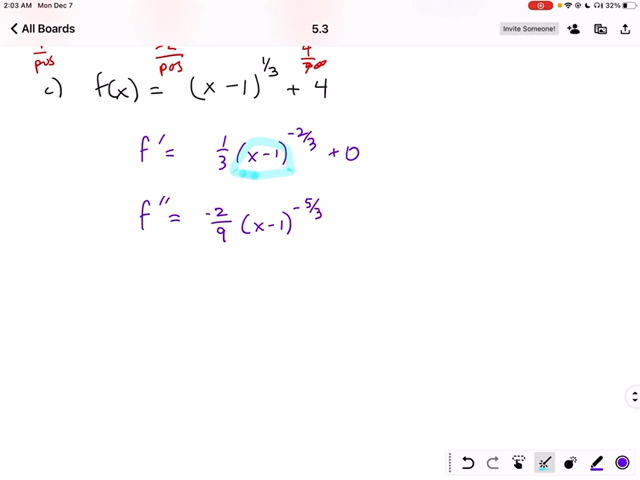 2:03 AM Mon Dec 7 32%
All Boards 5.3 Invite Someone!
pos pos
c) f(x) = (x-1)^1/3 + 4
f' = 1/3 (x-1)^-2/3 + 0
f" = -2/9 (x-1)^-5/3